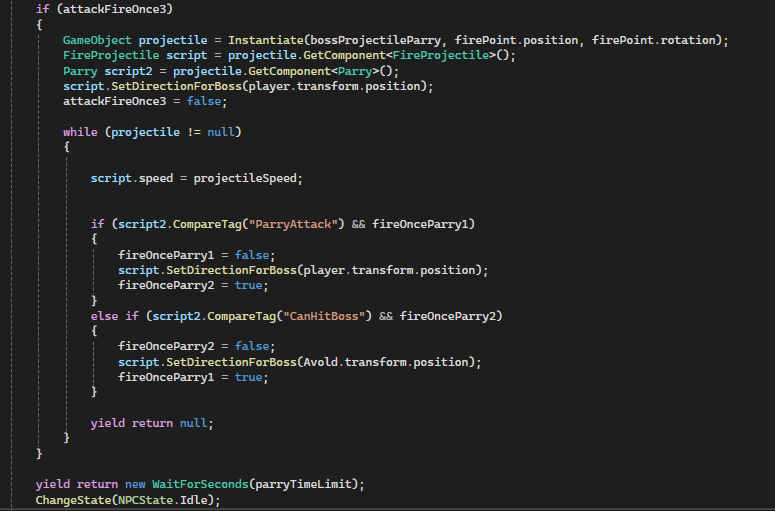 if (attackFireOnce3)
{
GameObject projectile = Instantiate(bossProjectileParry, firePoint.position, firePoint.rotation);
FireProjectile script = projectile.GetComponent<FireProjectile>();
Parry script2 = projectile.GetComponent<Parry>();
script.SetDirectionForBoss(player.transform.position);
attackFireOnce3 = false;
while (projectile != null)
{
script.speed = projectileSpeed;
if (script2.CompareTag("ParryAttack") && fireOnceParry1)
{
fireOnceParry1 = false;
script.SetDirectionForBoss(player.transform.position);
fireOnceParry2 = true;
}
else if (script2.CompareTag("CanHitBoss") && fireOnceParry2)
{
fireOnceParry2 = false;
script.SetDirectionForBoss(Avold.transform.position);
fireOnceParry1 = true;
}
yield return null;
}
}
yield return new WaitForSeconds(parryTimeLimit);
ChangeState(NPCState.Idle);